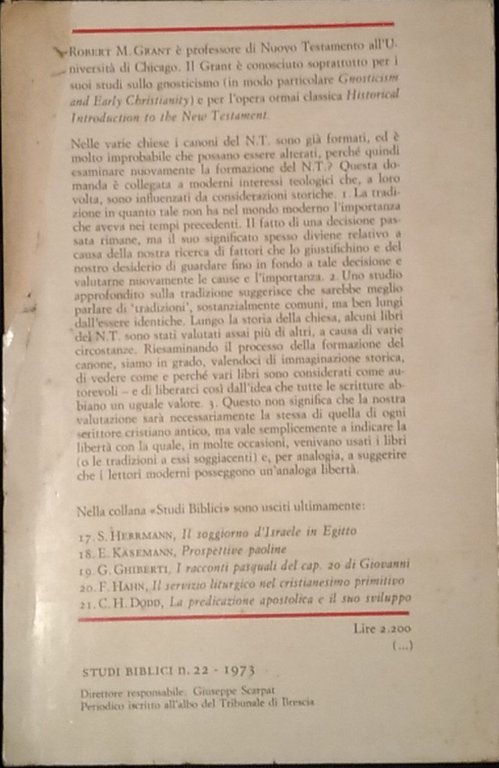 ROBERT M. GRANT è professore di Nuovo Testamento all'U-
niversità di Chicago. Il Grant è conosciuto soprattutto per i
suoi studi sullo gnosticismo (in modo particolare Gnosticism
and Early Christianity) e per l'opera ormai classica Historical
Introduction to the New Testament.
Nelle varie chiese i canoni del N.T. sono già formati, ed è
molto improbabile che possano essere alterati, perché quindi
esaminare nuovamente la formazione del N.T.? Questa do-
manda è collegata a moderni interessi teologici che, a loro
volta, sono influenzati da considerazioni storiche. 1. La tradi-
zione in quanto tale non ha nel mondo moderno l'importanza
che aveva nei tempi precedenti. Il fatto di una decisione pas-
sata rimane, ma il suo significato spesso diviene relativo a
causa della nostra ricerca di fattori che lo giustifichino e del
nostro desiderio di guardare fino in fondo a tale decisione e
valutarne nuovamente le cause e l'importanza. 2. Uno studio
approfondito sulla tradizione suggerisce che sarebbe meglio
parlare di 'tradizioni', sostanzialmente comuni, ma ben lungi
dall'essere identiche. Lungo la storia della chiesa, alcuni libri
del N.T. sono stati valutati assai più di altri, a causa di varie
circostanze. Riesaminando il processo della formazione del
canone, siamo in grado, valendoci di immaginazione storica,
di vedere come e perché vari libri sono considerati come au-
torevoli – e di liberarci così dall'idea che tutte le scritture ab-
biano un uguale valore. 3. Questo non significa che la nostra
valutazione sarà necessariamente la stessa di quella di ogni
scrittore cristiano antico, ma vale semplicemente a indicare la
libertà con la quale, in molte occasioni, venivano usati i libri
(o le tradizioni a essi soggiacenti) e, per analogia, a suggerire
che i lettori moderni posseggono un'analoga libertà.
Nella collana «Studi Biblici» sono usciti ultimamente:
17. S. HERRMANN, Il soggiorno d'Israele in Egitto
18. E. KÄSEMANN, Prospettive paoline
19. G. GHIBERTI, I racconti pasquali del cap. 20 di Giovanni
20. F. HAHN, Il servizio liturgico nel cristianesimo primitivo
21. C. H. DODD, La predicazione apostolica e il suo sviluppo
Lire 2.200
(...)
STUDI BIBLICI n. 22 - 1973
Direttore responsabile: Giuseppe Scarpat
Periodico iscritto all'albo del Tribunale di Brescia